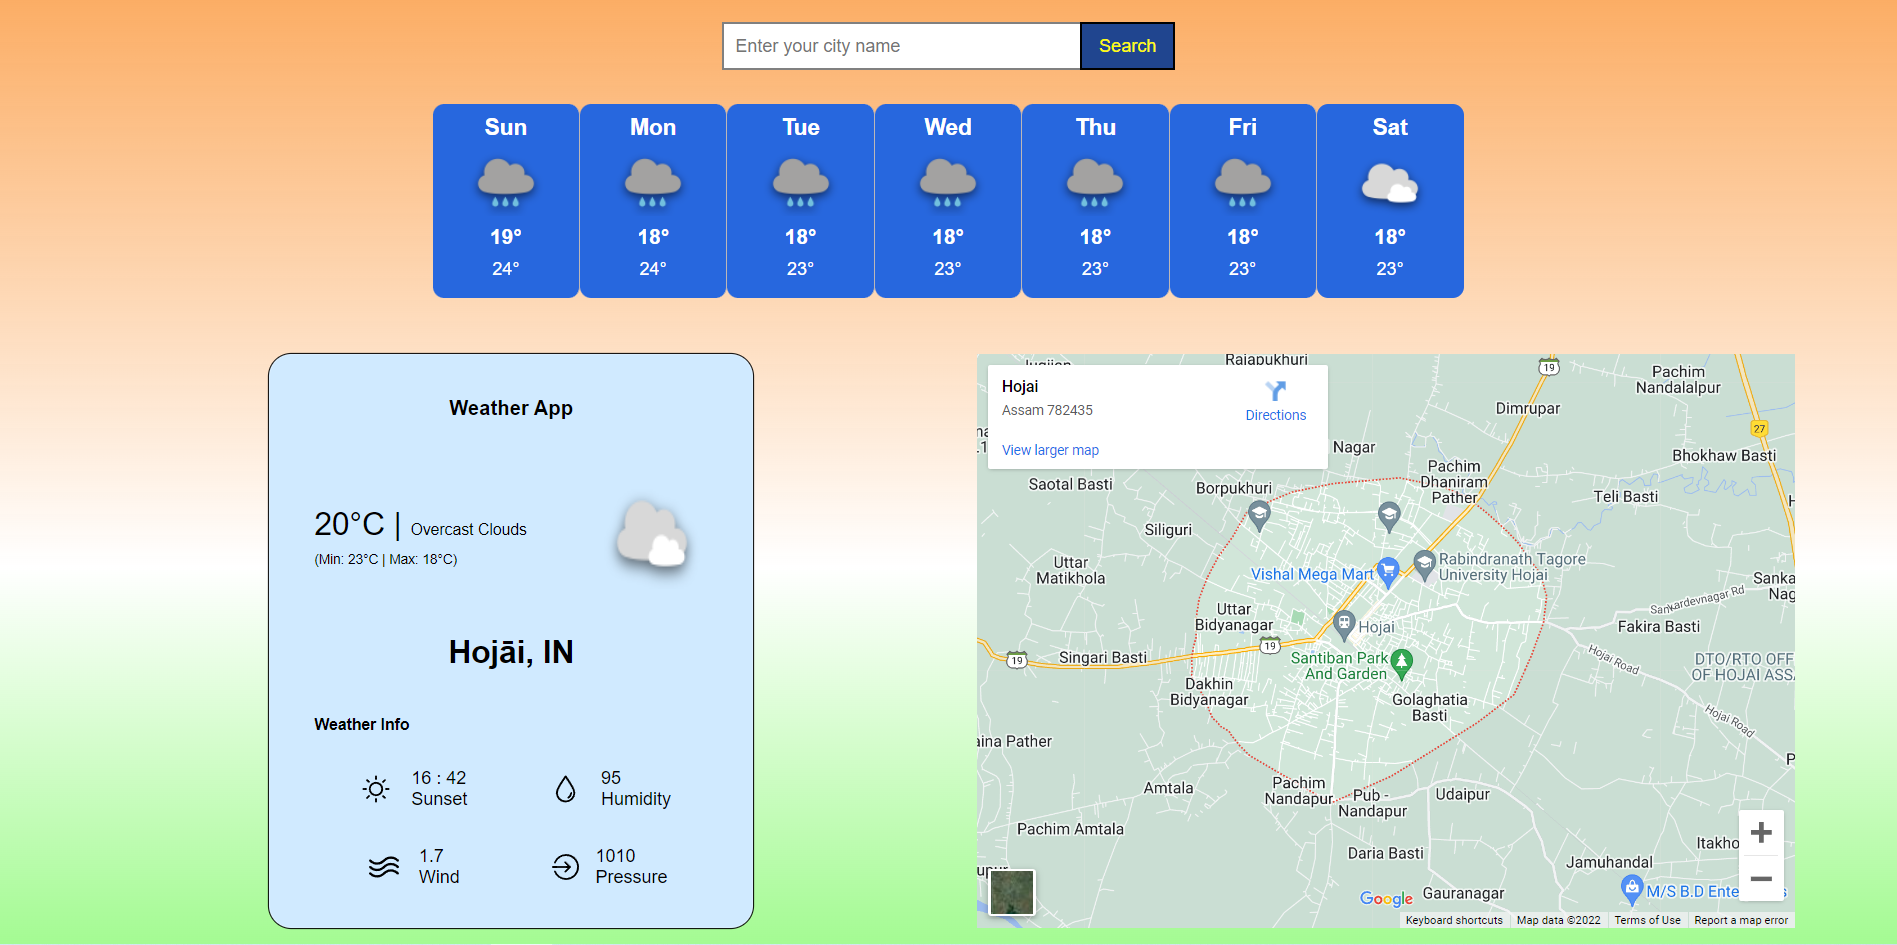 Enter your city name
Search
Sun
Mon
Tue
Wed
Thu
Fri
Sat
19°
18°
18°
18°
18°
18°
18°
24°
24°
23°
23°
23°
23°
23°
Weather App
20°C | Overcast Clouds
(Min: 23°C | Max: 18°C)
Hojāi, IN
Weather Info
16 : 42
Sunset
95
Humidity
1.7
Wind
1010
Pressure
Hojai
Assam 782435
Directions
View larger map
Rajapukhuri
19
Pachim
Nandalalpur
Dimrupar
27
Nagar
Bhokhaw Basti
Pachim
Dhaniram
Pather
Saotal Basti
Borpukhuri
Teli Basti
Siliguri
Uttar
Matikhola
Vishal Mega Mart
Rabindranath Tagore
University Hojai
Sanka
Nag
Sankardevnagar Rd
Uttar
Bidyanagar
Hojai
Fakira Basti
19
19
Singari Basti
Santiban Park
And Garden
Hojai Road
DTO/RTO OFF
OF HOJAI ASS
Dakhin
Bidyanagar
Golaghatia
Basti
Hojai Road
aina Pather
Amtala
Pachim
Nandapur
Pub -
Nandapur
Udaipur
Pachim Amtala
Itakho
Daria Basti
Jamuhandal
Gauranagar
M/S B.D Ente
Google
Keyboard shortcuts
Map data ©2022
Terms of Use
Report a map error